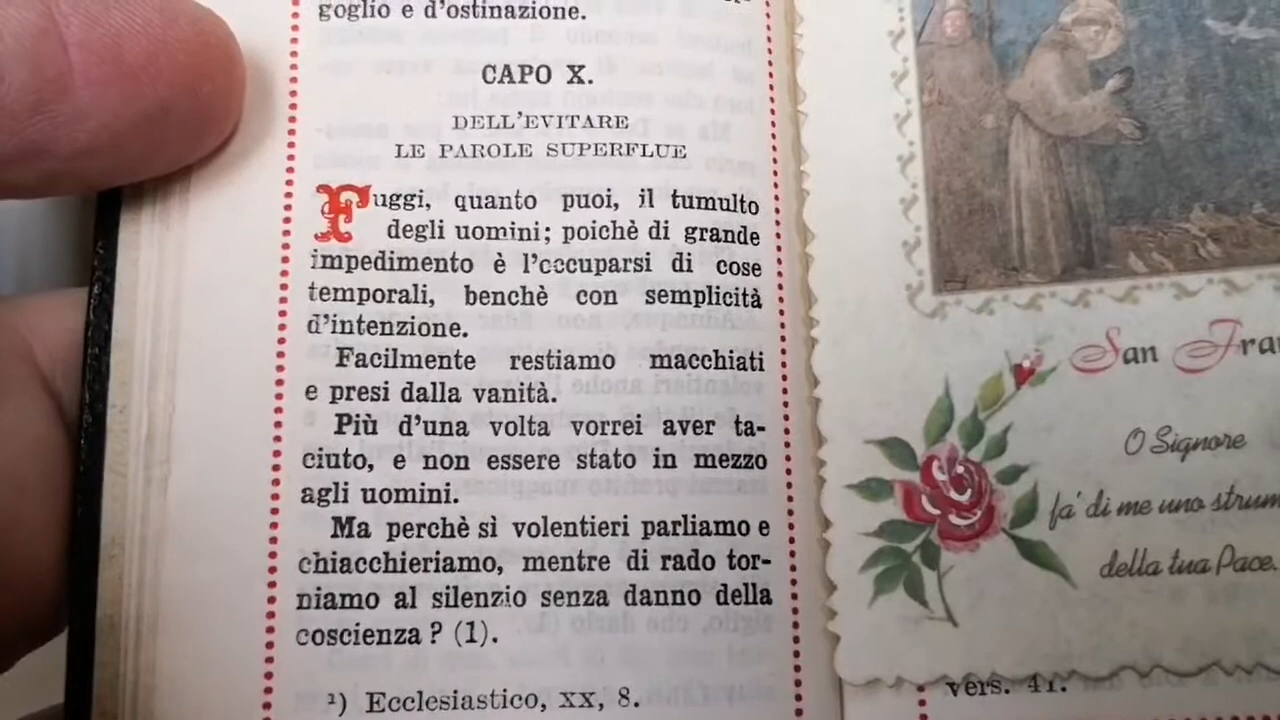 goglio e d'ostinazione.
CAPO X.
DELL'EVITARE
LE PAROLE SUPERFLUE
Fuggi, quanto puoi, il tumulto
degli uomini; poichè di grande
impedimento è l'occuparsi di cose
temporali, benchè con semplicità
d'intenzione.
Facilmente restiamo macchiati
e presi dalla vanità.
Più d'una volta vorrei aver ta-
ciuto, e non essere stato in mezzo
agli uomini.
Ma perchè sì volentieri parliamo e
chiacchieriamo, mentre di rado tor-
niamo al silenzio senza danno della
coscienza? (1).
¹) Ecclesiastico, XX, 8.
San Fra
O Signore
fa' di me uno strum
della tua Pace.
vers. 41.